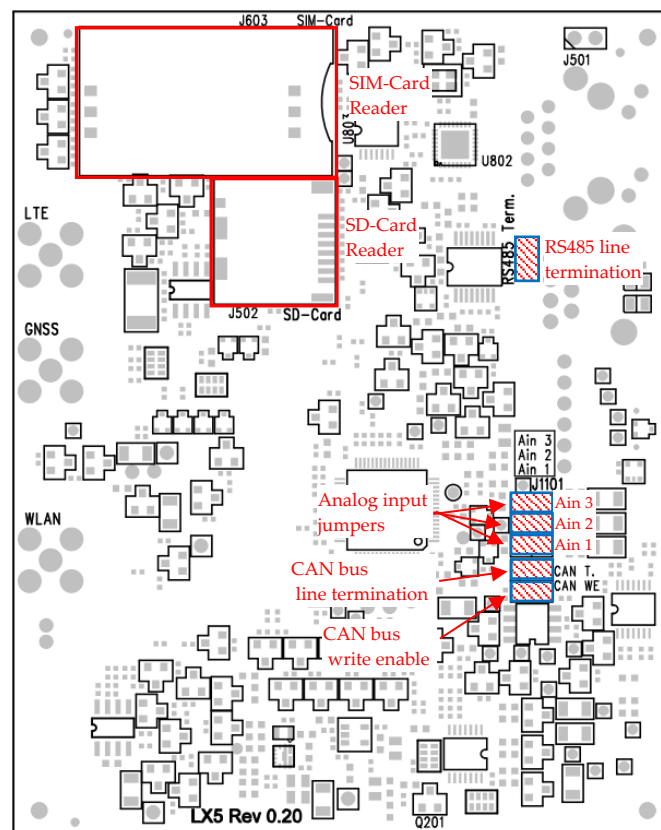 J603 SIM-Card
J501
SIM-Card
Reader
U803
U802
LTE
SD-Card
Reader
RS485 Term.
RS485 line
termination
J502
SD-Card
GNSS
Ain 3
Ain 2
Ain 1
J1101
Analog input
jumpers
Ain 3
Ain 2
Ain 1
WLAN
CAN bus
line termination
CAN T.
CAN WE
CAN bus
write enable
LX5 Rev 0.20
Q201